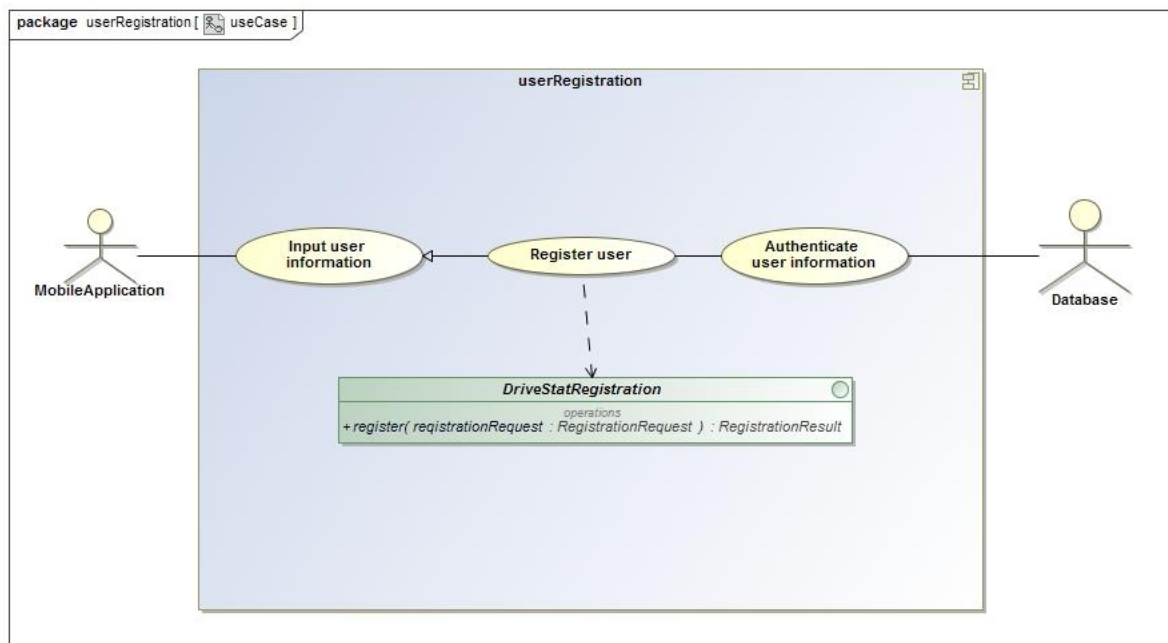 package userRegistration [ useCase ]
userRegistration
Input user
information
Register user
Authenticate
user information
MobileApplication
Database
DriveStatRegistration
operations
+register( registrationRequest : RegistrationRequest ) : RegistrationResult